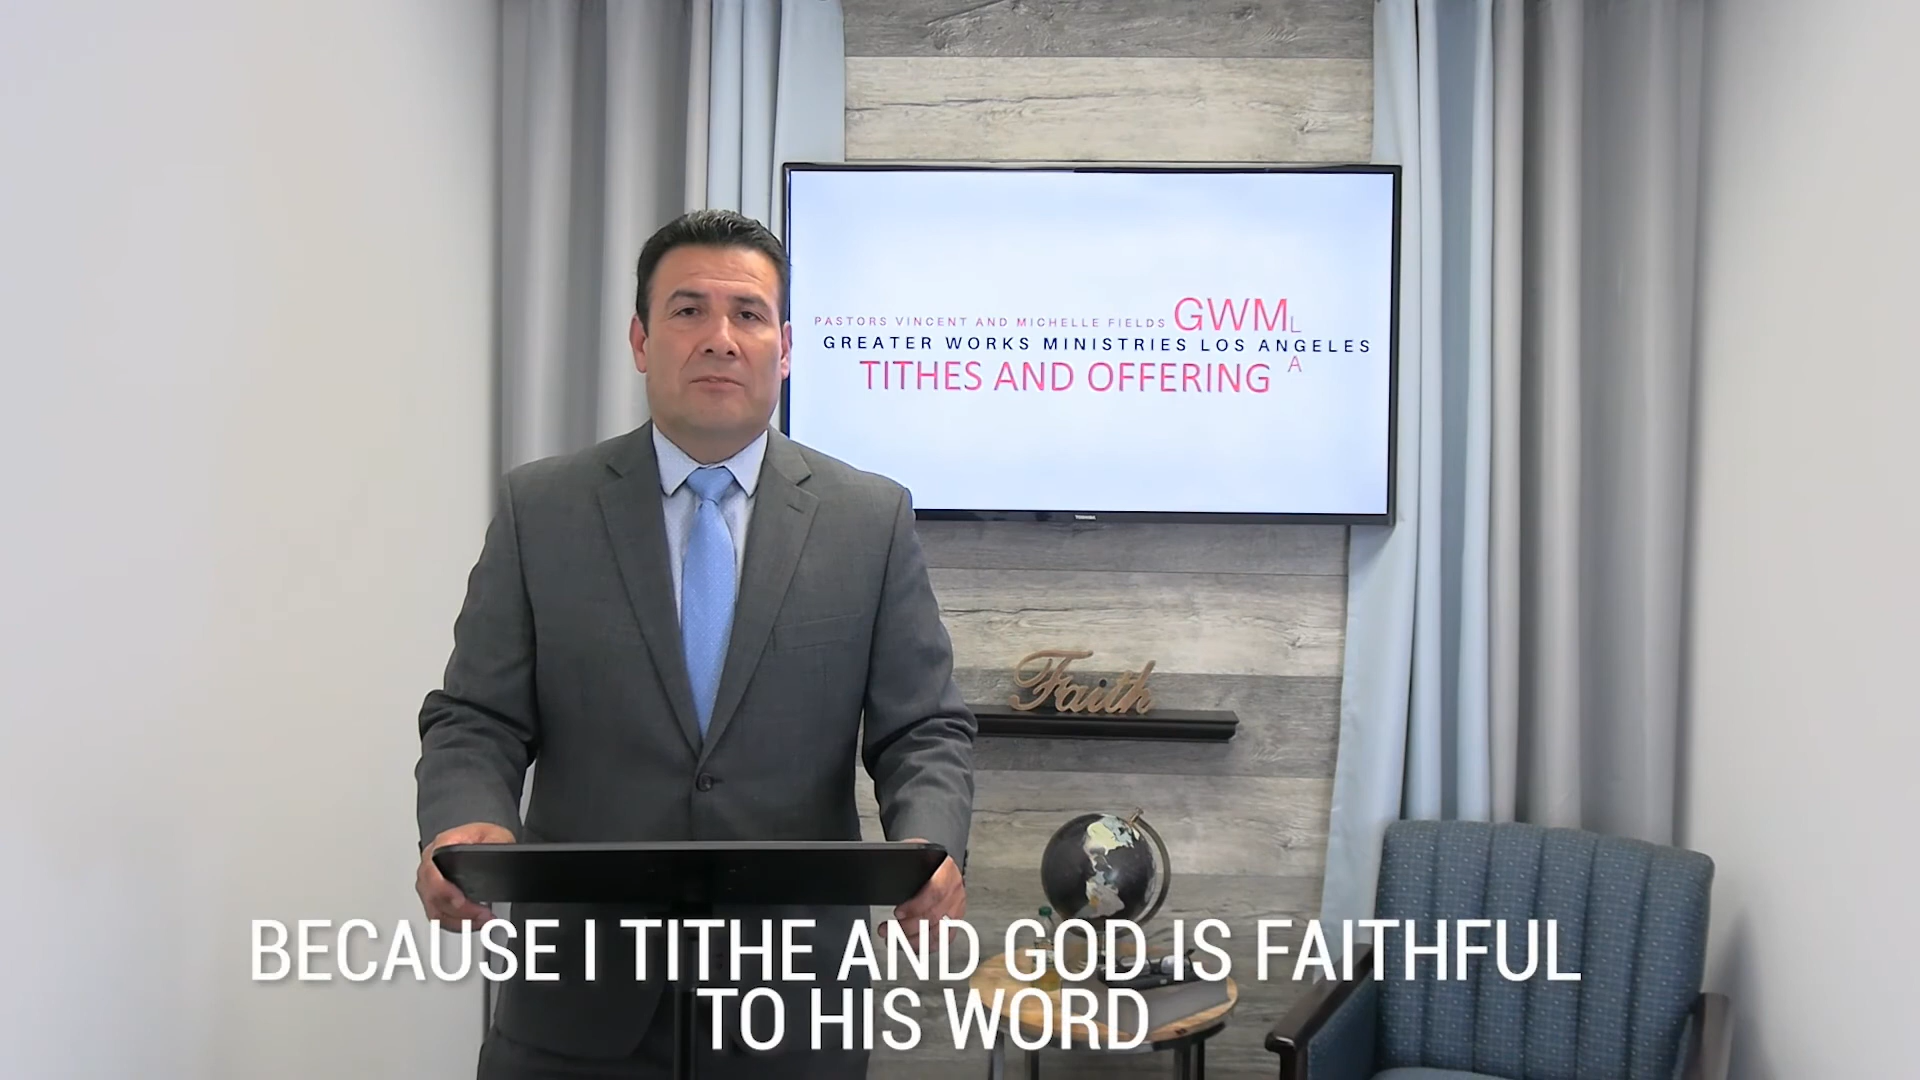 PASTORS VINCENT AND MICHELLE FIELDS GWML
GREATER WORKS MINISTRIES LOS ANGELES
A
TITHES AND OFFERING
TOSHIBA
Faith
BECAUSE I TITHE AND GOD IS FAITHFUL
TO HIS WORD